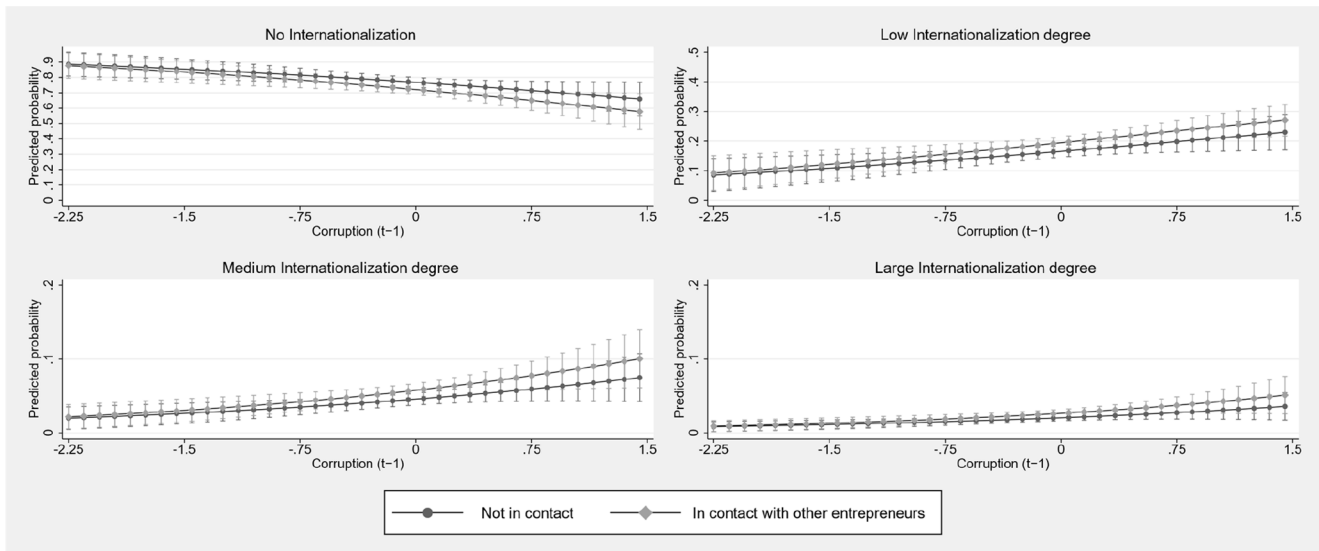 No Internationalization
Predicted probability
0 .1 .2 .3 .4 .5 .6 .7 .8 .9
-2.25 -1.5 -.75 0 .75 1.5
Corruption (t−1)
Low Internationalization degree
Predicted probability
0 .1 .2 .3 .4 .5
-2.25 -1.5 -.75 0 .75 1.5
Corruption (t−1)
Medium Internationalization degree
Predicted probability
0 .1 .2
-2.25 -1.5 -.75 0 .75 1.5
Corruption (t−1)
Large Internationalization degree
Predicted probability
0 .1 .2
-2.25 -1.5 -.75 0 .75 1.5
Corruption (t−1)
Not in contact In contact with other entrepreneurs